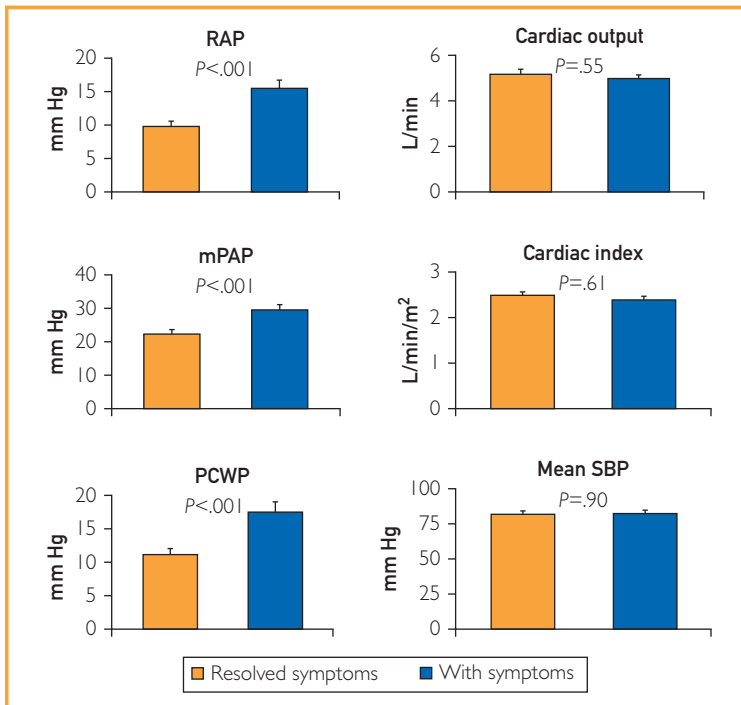 RAP
P<.001
mm Hg
20
15
10
5
0
Cardiac output
P=.55
L/min
6
4
2
0
mPAP
P<.001
mm Hg
40
30
20
10
0
Cardiac index
P=.61
L/min/m²
3
2
1
0
PCWP
P<.001
mm Hg
20
15
10
5
0
Mean SBP
P=.90
mm Hg
100
75
50
25
0
Resolved symptoms
With symptoms